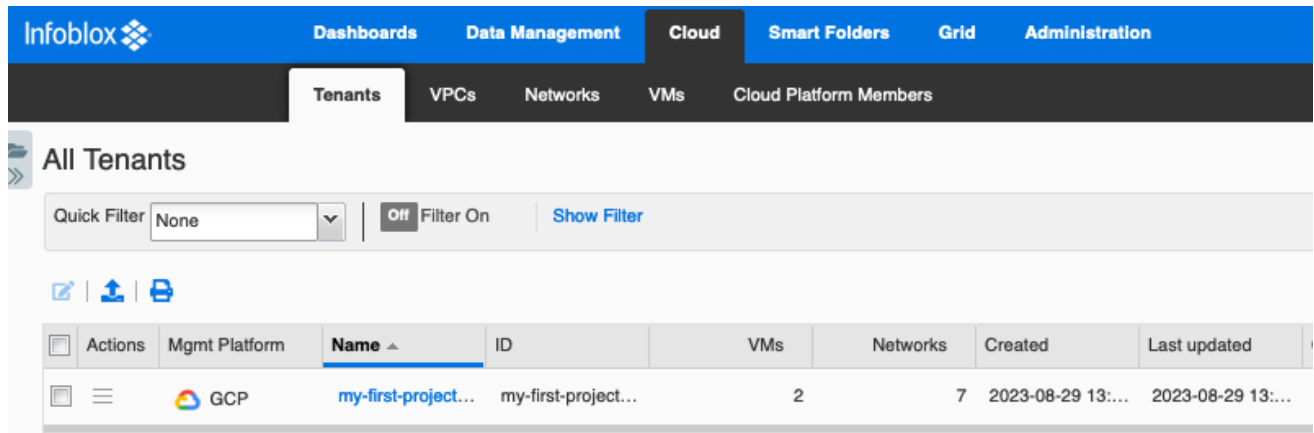 Infoblox Dashboards Data Management Cloud Smart Folders Grid Administration
Tenants VPCs Networks VMs Cloud Platform Members
All Tenants
Quick Filter None Off Filter On Show Filter
Actions Mgmt Platform Name ID VMs Networks Created Last updated
GCP my-first-project... my-first-project... 2 7 2023-08-29 13:... 2023-08-29 13:...